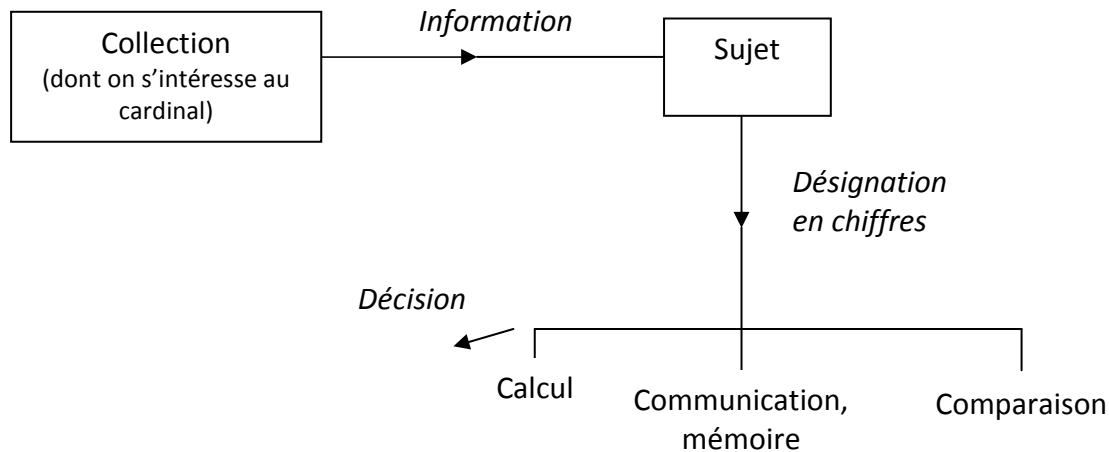 Information
Collection
(dont on s'intéresse au
cardinal)
Sujet
Désignation
en chiffres
Décision
Calcul
Communication,
mémoire
Comparaison